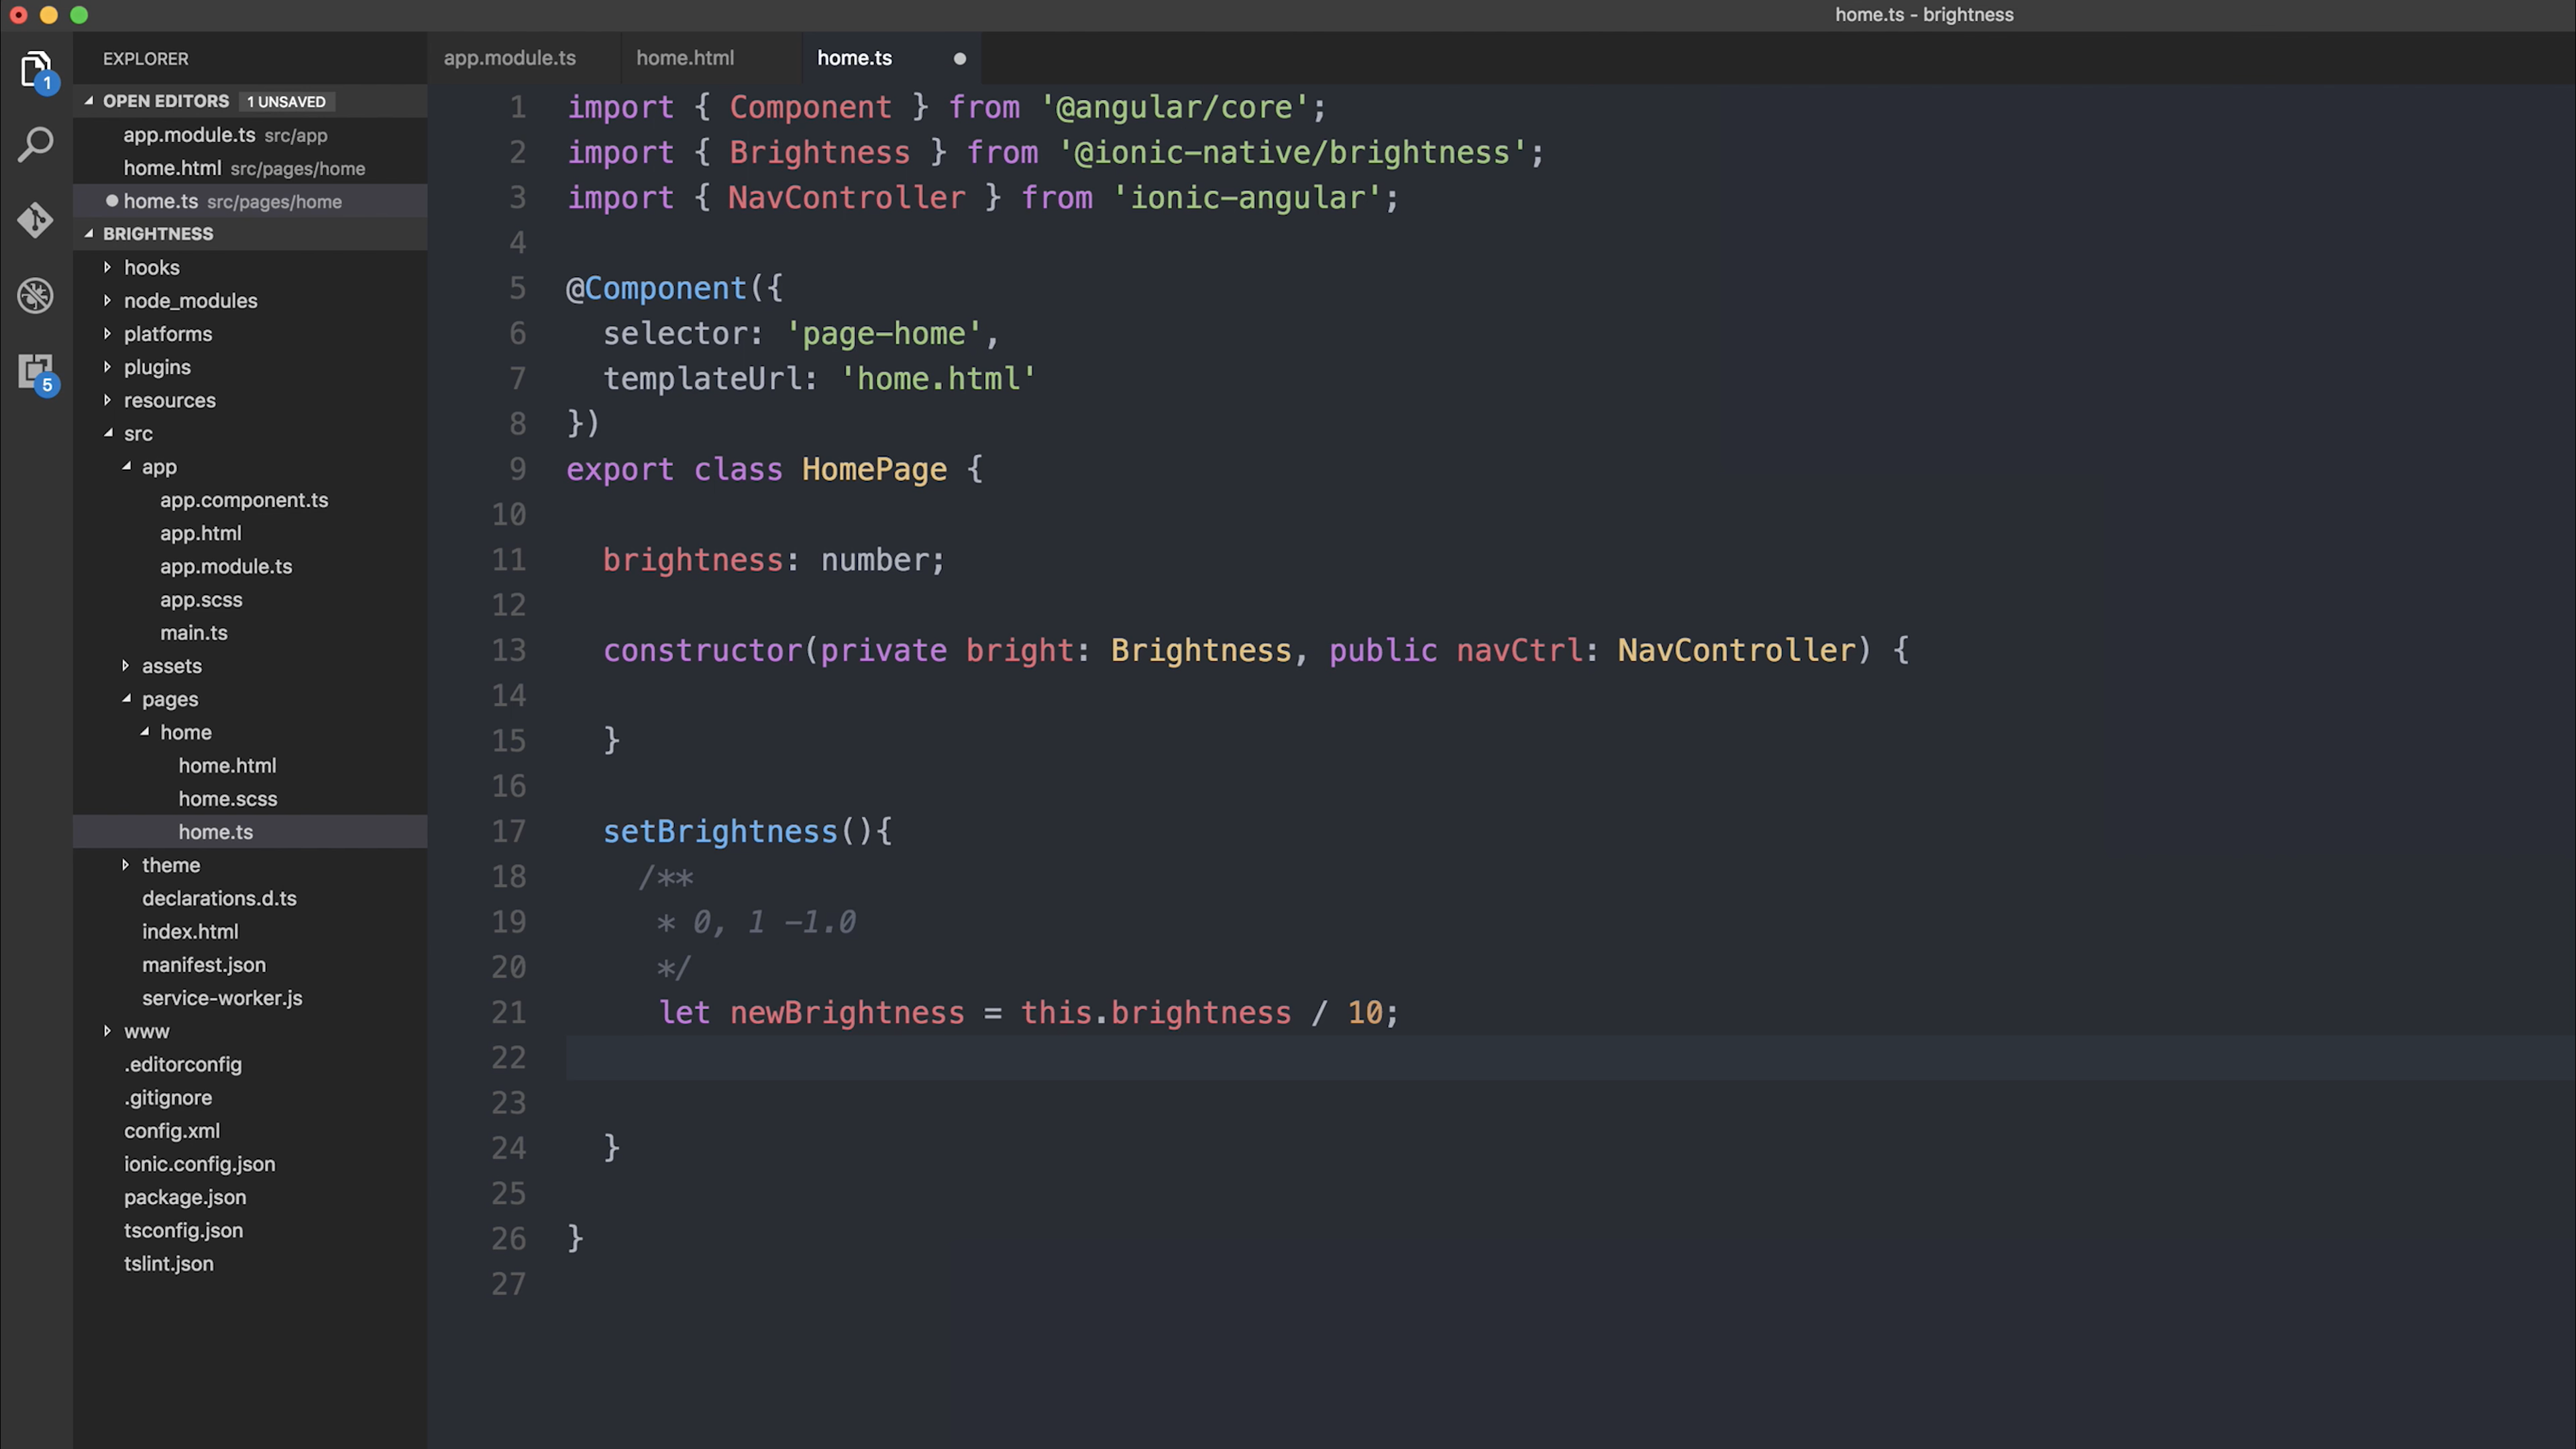 home.ts - brightness
EXPLORER
OPEN EDITORS 1 UNSAVED
app.module.ts src/app
home.html src/pages/home
home.ts src/pages/home
BRIGHTNESS
hooks
node_modules
platforms
plugins
resources
src
app
app.component.ts
app.html
app.module.ts
app.scss
main.ts
assets
pages
home
home.html
home.scss
home.ts
theme
declarations.d.ts
index.html
manifest.json
service-worker.js
www
.editorconfig
.gitignore
config.xml
ionic.config.json
package.json
tsconfig.json
tslint.json
1
5
app.module.ts home.html home.ts
1 import { Component } from '@angular/core';
2 import { Brightness } from '@ionic-native/brightness';
3 import { NavController } from 'ionic-angular';
4
5 @Component({
6   selector: 'page-home',
7   templateUrl: 'home.html'
8 })
9 export class HomePage {
10
11   brightness: number;
12
13   constructor(private bright: Brightness, public navCtrl: NavController) {
14
15   }
16
17   setBrightness(){
18     /**
19      * 0, 1 -1.0
20      */
21      let newBrightness = this.brightness / 10;
22
23
24   }
25
26 }
27